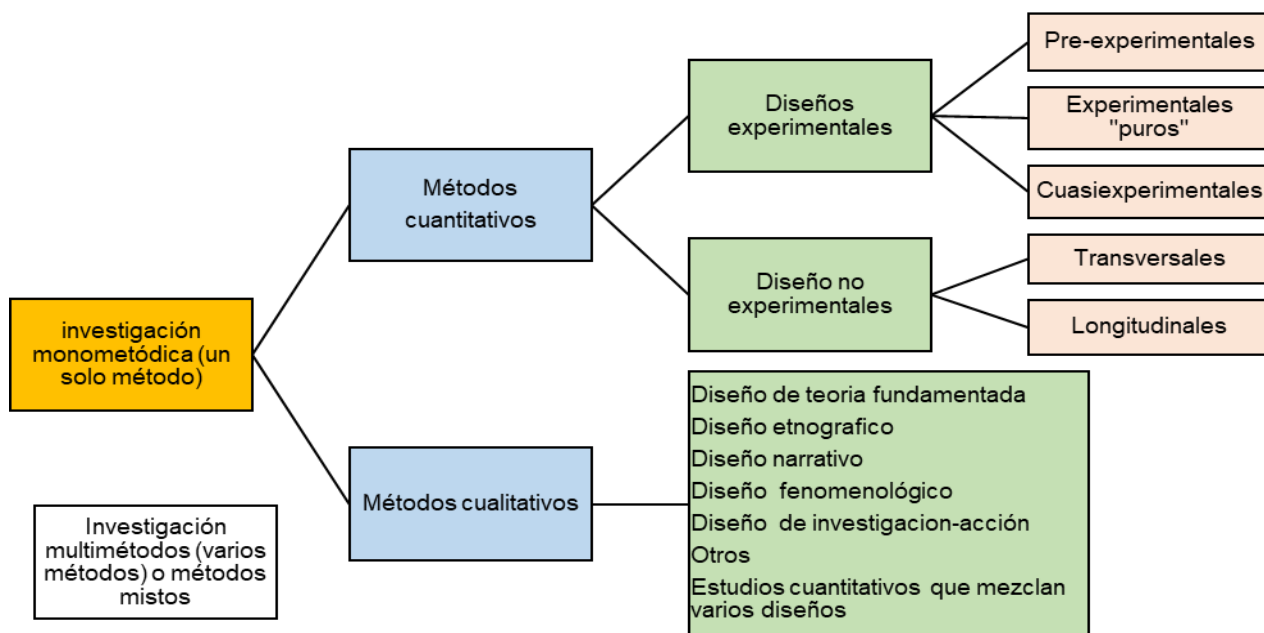 Pre-experimentales
Experimentales
"puros"
Cuasiexperimentales
Transversales
Longitudinales
Diseños
experimentales
Diseño no
experimentales
Métodos
cuantitativos
investigación
monometódica (un
solo método)
Métodos cualitativos
Diseño de teoria fundamentada
Diseño etnografico
Diseño narrativo
Diseño fenomenológico
Diseño de investigacion-acción
Otros
Estudios cuantitativos que mezclan
varios diseños
Investigación
multimétodos (varios
métodos) o métodos
mistos